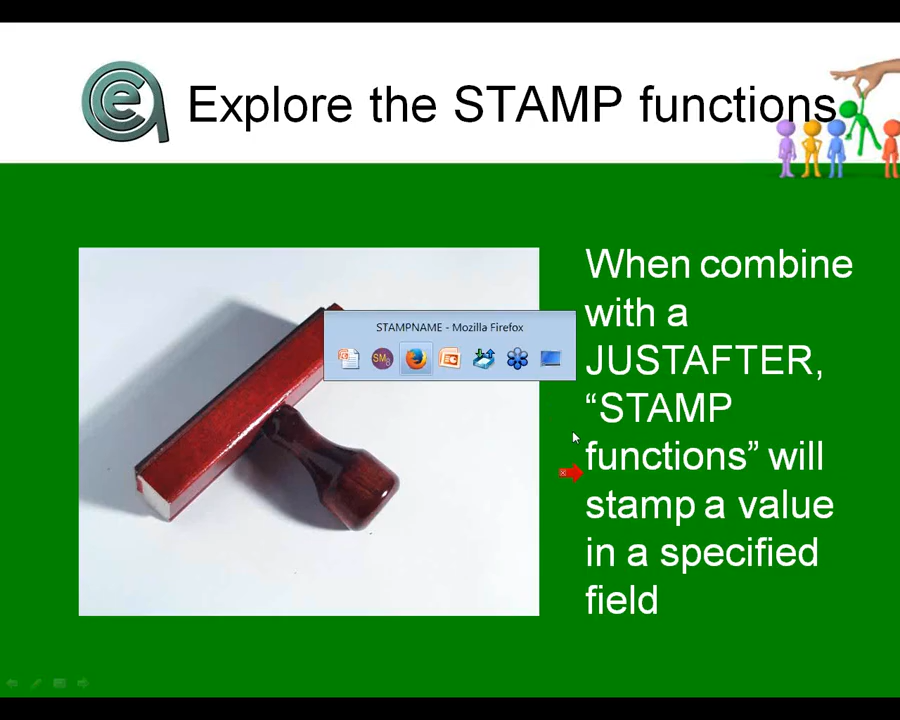 Explore the STAMP functions
STAMPNAME - Mozilla Firefox
SM6
When combine
with a
JUSTAFTER,
“STAMP
functions” will
stamp a value
in a specified
field